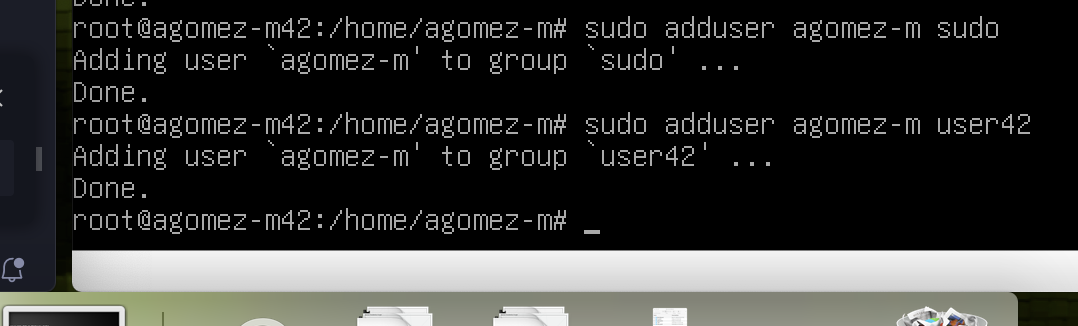 Done.
root@agomez-m42:/home/agomez-m# sudo adduser agomez-m sudo
Adding user `agomez-m' to group `sudo' ...
Done.
root@agomez-m42:/home/agomez-m# sudo adduser agomez-m user42
Adding user `agomez-m' to group `user42' ...
Done.
root@agomez-m42:/home/agomez-m# _